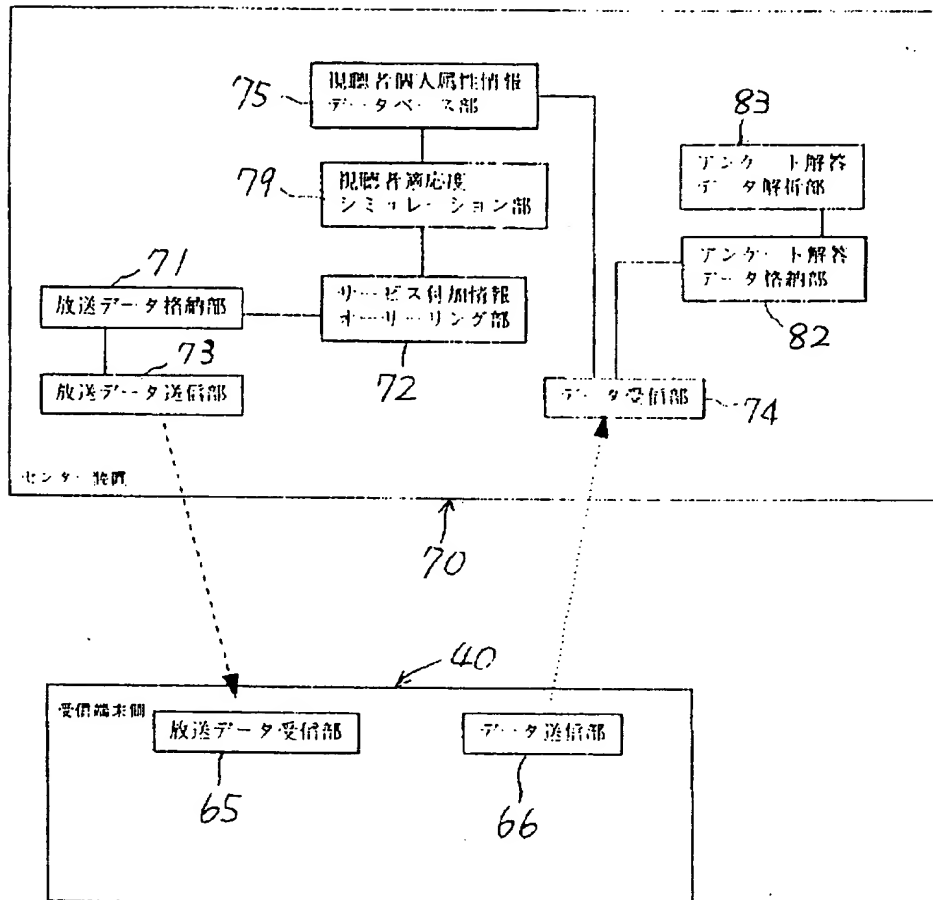 75
視聴者個人属性情報
データベース部
83
アンケート解答
データ解析部
79
視聴者適応度
シミュレーション部
アンケート解答
データ格納部
82
71
放送データ格納部
サービス付加情報
オーサーリング部
72
73
放送データ送信部
データ受信部
74
センター装置
70
40
受信端末側
放送データ受信部
データ送信部
65
66